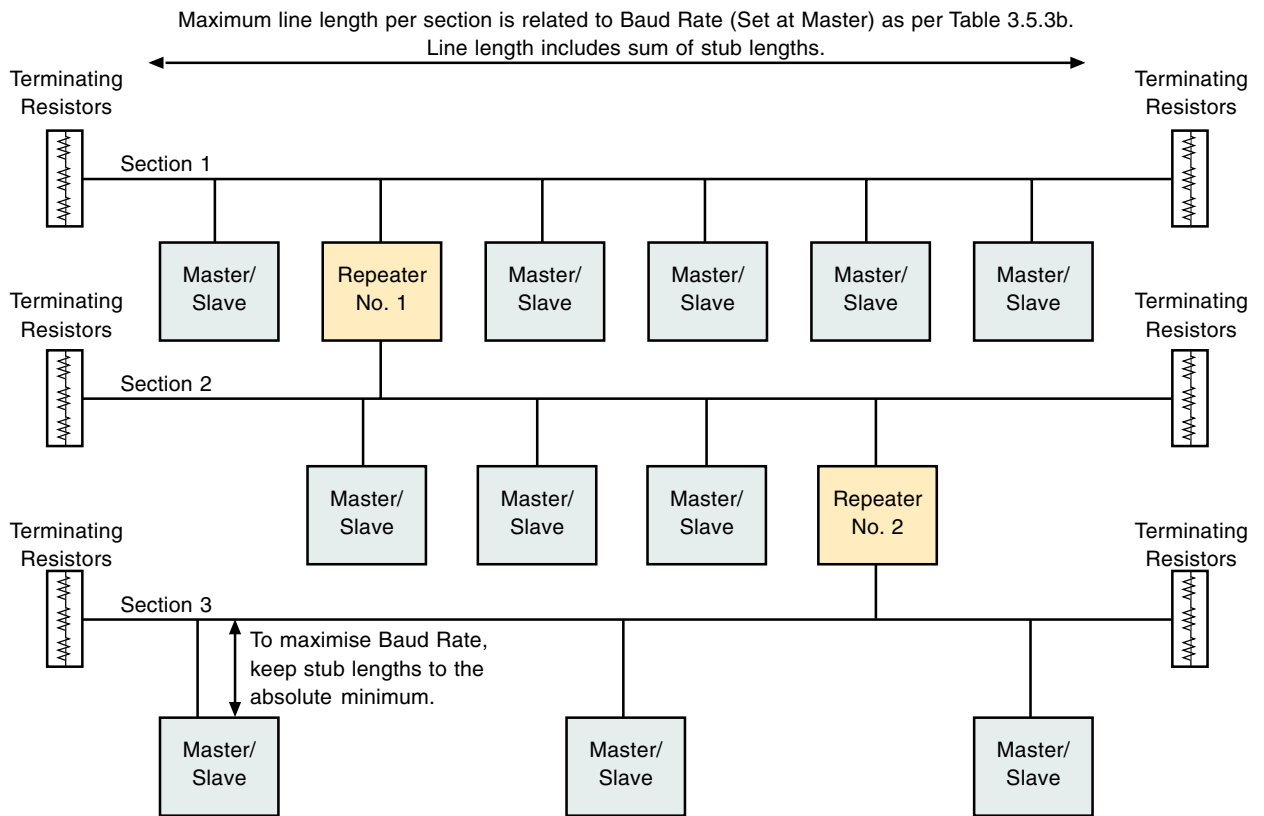 Maximum line length per section is related to Baud Rate (Set at Master) as per Table 3.5.3b.
Line length includes sum of stub lengths.
Terminating
Resistors
Terminating
Resistors
Section 1
Master/
Slave
Repeater
No. 1
Master/
Slave
Master/
Slave
Master/
Slave
Master/
Slave
Terminating
Resistors
Terminating
Resistors
Section 2
Master/
Slave
Master/
Slave
Master/
Slave
Repeater
No. 2
Terminating
Resistors
Terminating
Resistors
Section 3
To maximise Baud Rate,
keep stub lengths to the
absolute minimum.
Master/
Slave
Master/
Slave
Master/
Slave